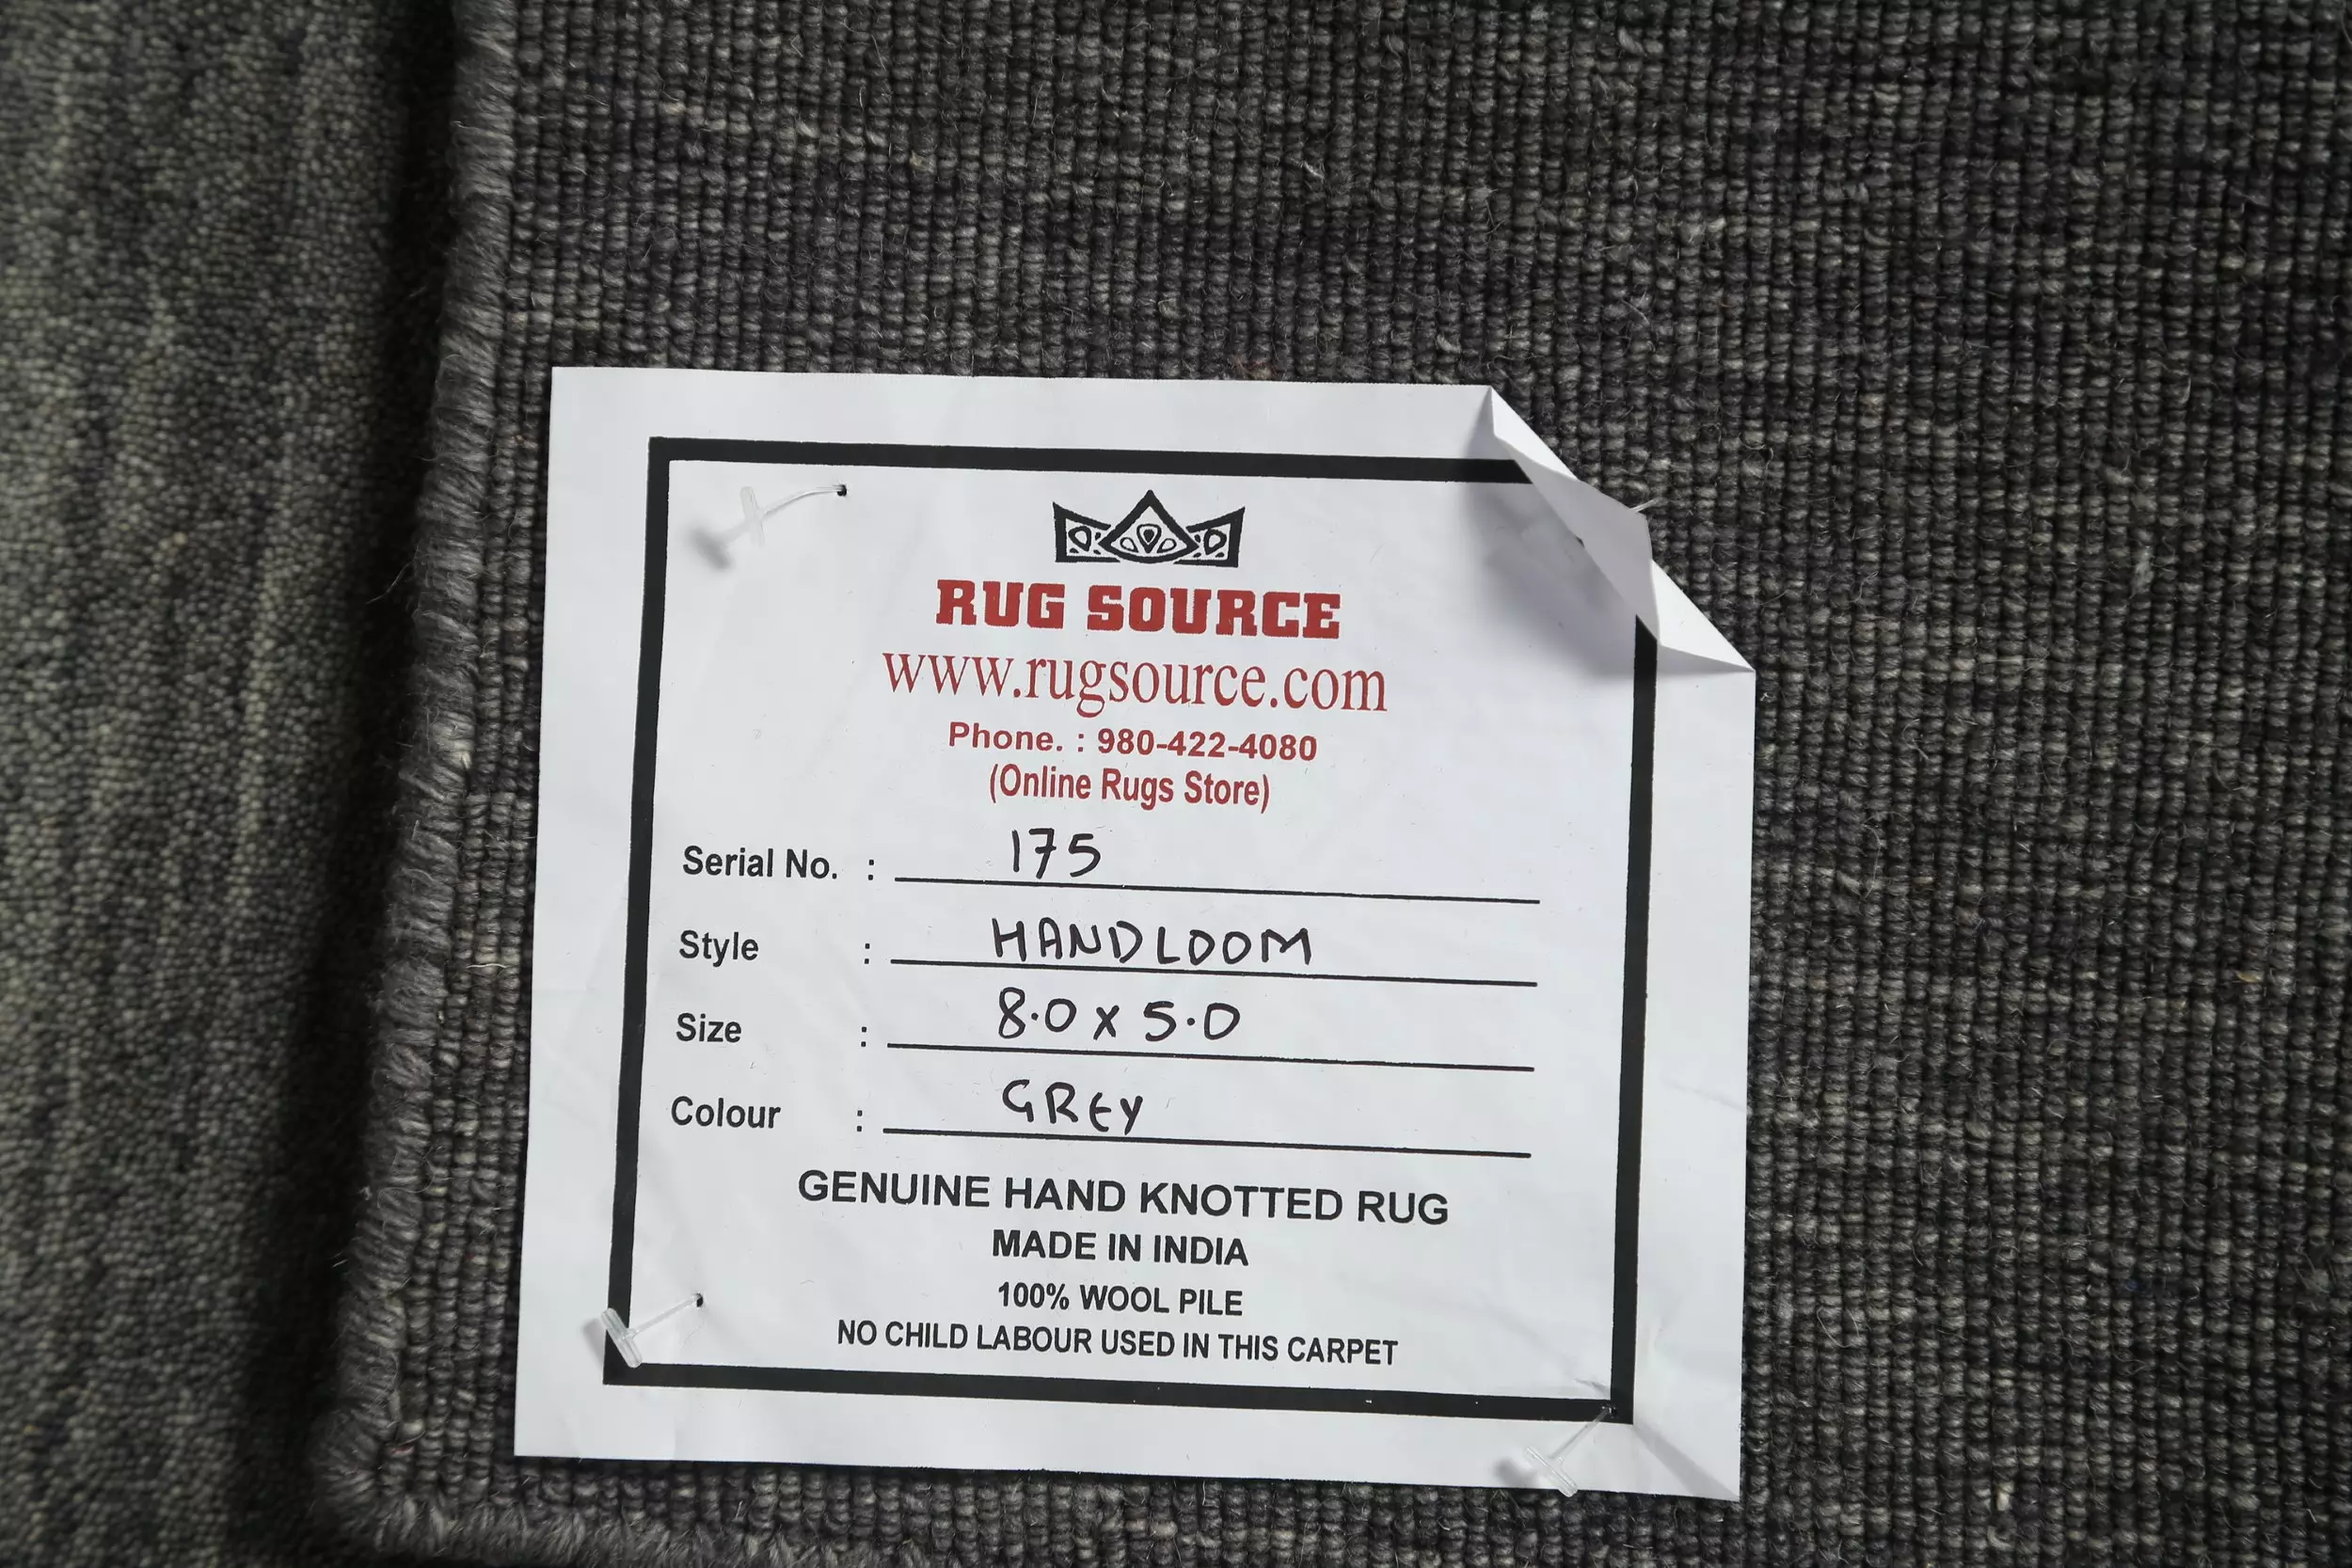 RUG SOURCE
www.rugsource.com
Phone. : 980-422-4080
(Online Rugs Store)
Serial No. : 175
Style : HANDLOOM
Size : 8.0 x 5.0
Colour : GREY
GENUINE HAND KNOTTED RUG
MADE IN INDIA
100% WOOL PILE
NO CHILD LABOUR USED IN THIS CARPET